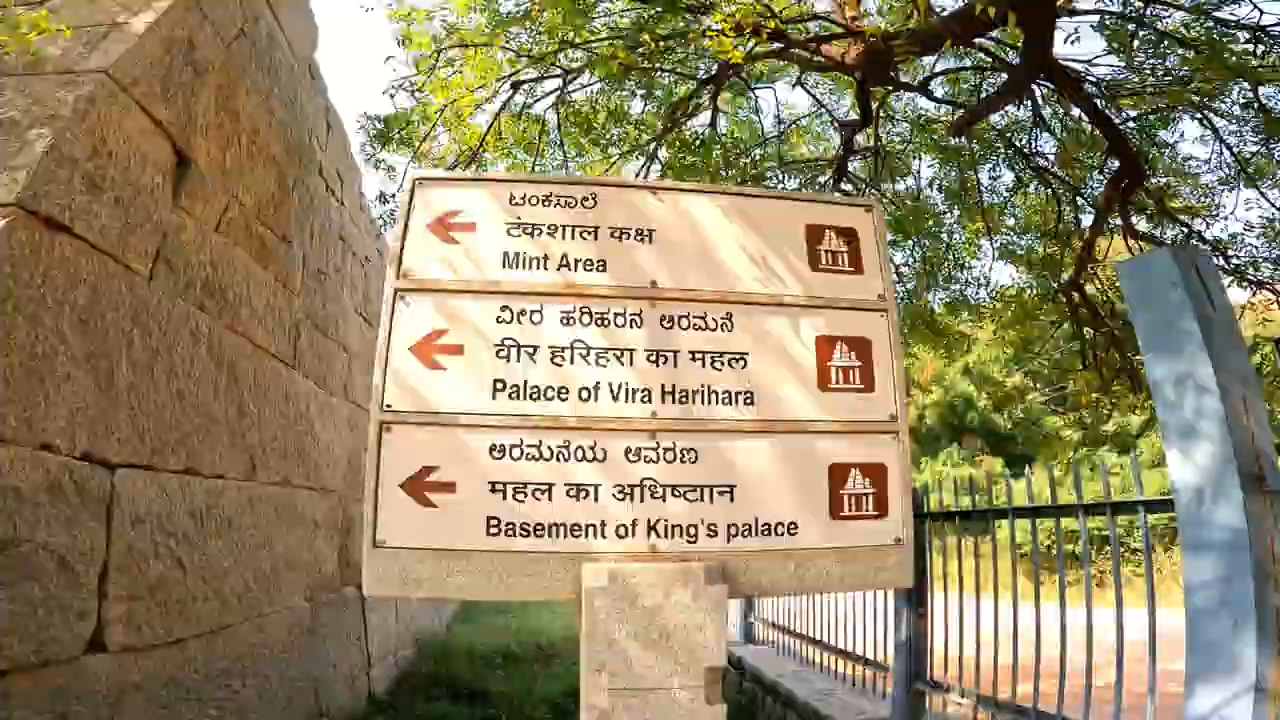 ಟಂಕಸಾಲೆ
टंकशाल कक्ष
Mint Area
ವೀರ ಹರಿಹರನ ಅರಮನೆ
वीर हरिहरा का महल
Palace of Vira Harihara
ಅರಮನೆಯ ಆವರಣ
महल का अधिष्टाान
Basement of King's palace